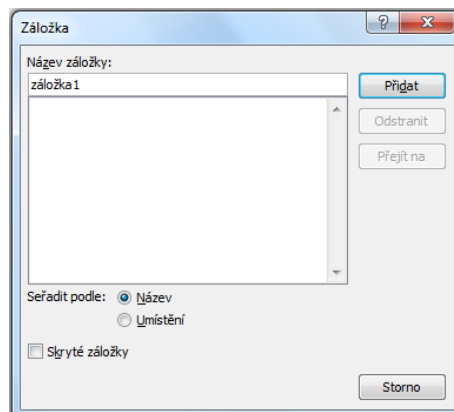 Záložka
Název záložky:
záložka1
Přidat
Odstranit
Přejít na
Seřadit podle:
Název
Umístění
Skryté záložky
Storno